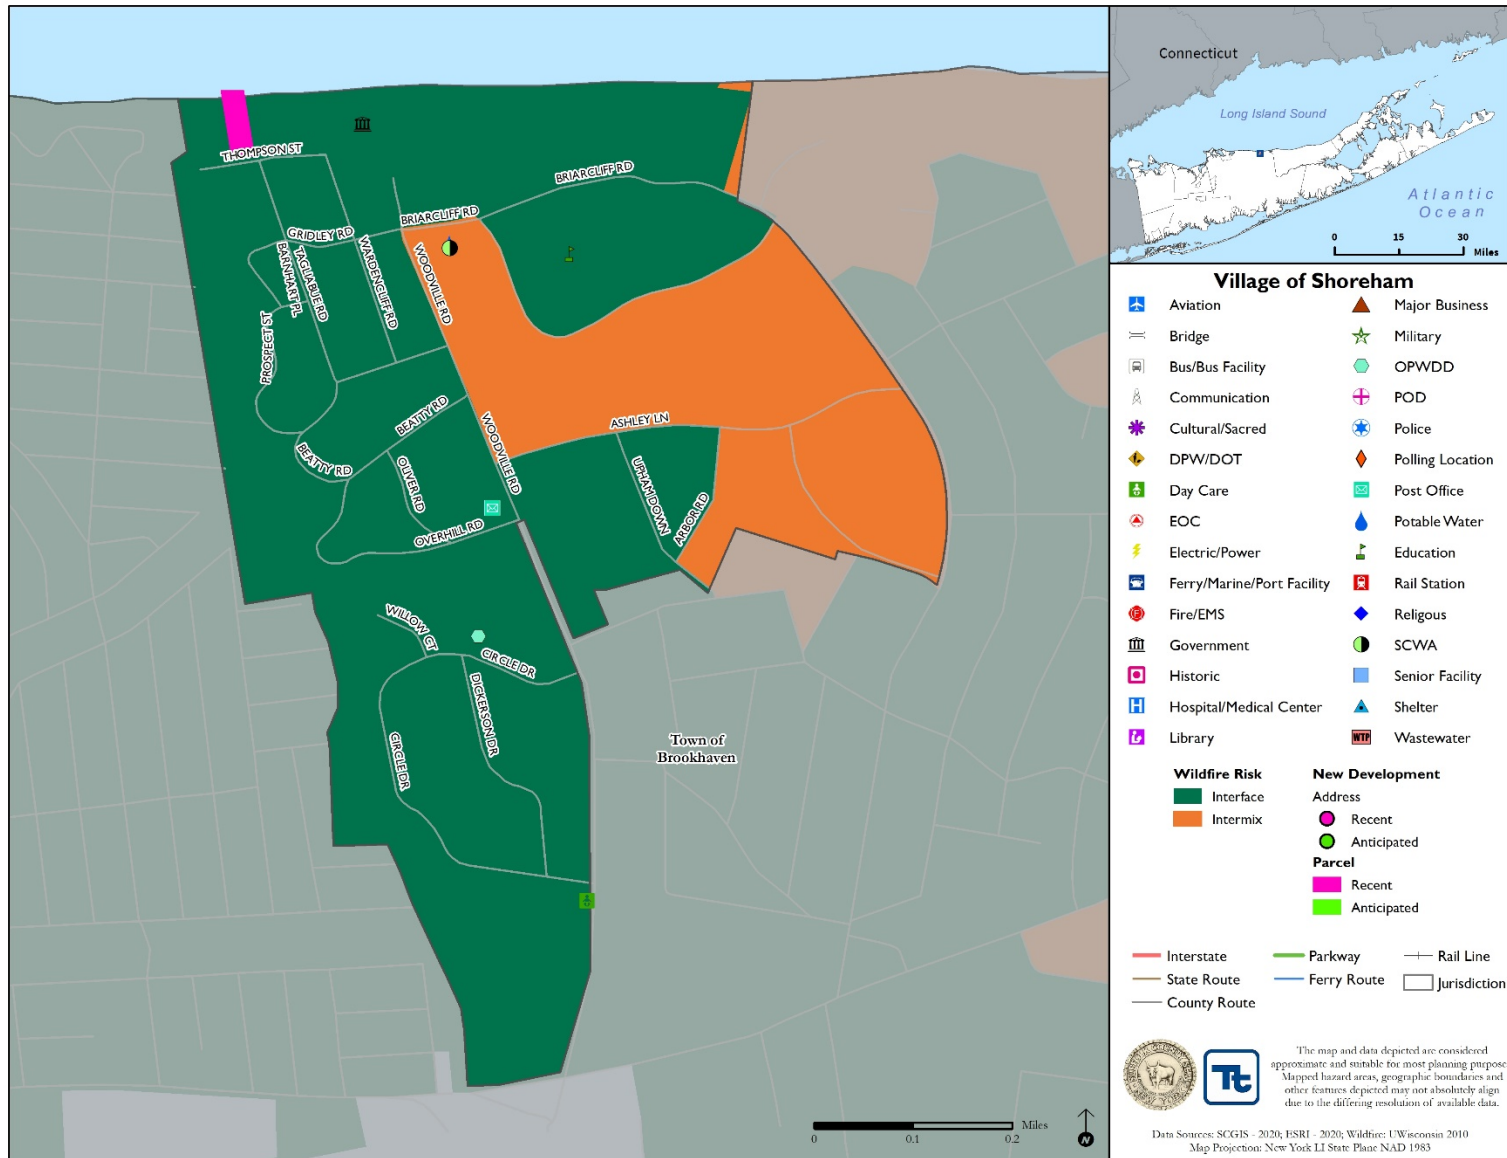 THOMPSON ST
BRIARCLIFF RD
BRIARCLIFF RD
GRIDLEY RD
BARNHART PL
TAGLIABUE RD
WARDENCLIFF RD
WOODVILLE RD
PROSPECT ST
BEATTY RD
BEATTY RD
OLIVER RD
WOODVILLE RD
ASHLEY LN
UPHAM DOWN
ARBOR RD
OVERHILL RD
WILLOW CT
CIRCLE DR
DICKERSON DR
CIRCLE DR
Town of
Brookhaven
0 0.1 0.2
Miles
N
Connecticut
Long Island Sound
Atlantic
Ocean
0 15 30
Miles
Village of Shoreham
Aviation
Bridge
Bus/Bus Facility
Communication
Cultural/Sacred
DPW/DOT
Day Care
EOC
Electric/Power
Ferry/Marine/Port Facility
Fire/EMS
Government
Historic
Hospital/Medical Center
Library
Major Business
Military
OPWDD
POD
Police
Polling Location
Post Office
Potable Water
Education
Rail Station
Religous
SCWA
Senior Facility
Shelter
WTP Wastewater
Wildfire Risk
Interface
Intermix
New Development
Address
Recent
Anticipated
Parcel
Recent
Anticipated
Interstate
State Route
County Route
Parkway
Ferry Route
Rail Line
Jurisdiction
Tt
The map and data depicted are considered
approximate and suitable for most planning purpose
Mapped hazard areas, geographic boundaries and
other features depicted may not absolutely align
due to the differing resolution of available data.
Data Sources: SCGIS - 2020; ESRI - 2020; Wildfire: UWisconsin 2010
Map Projection: New York LI State Plane NAD 1983